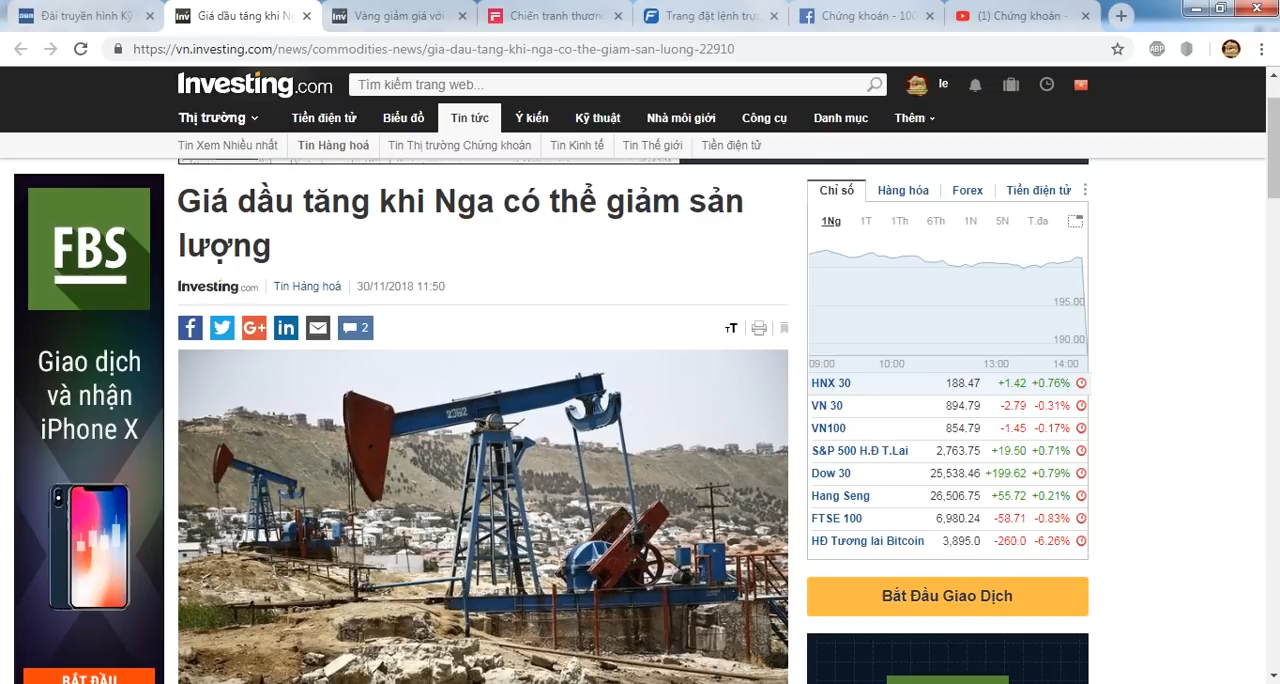 Đài truyền hình Kỹ
Giá dầu tăng khi N
Vàng giảm giá với
Chiến tranh thươn
Trang đặt lệnh trự
Chứng khoán - 100
(1) Chứng khoán -
https://vn.investing.com/news/commodities-news/gia-dau-tang-khi-nga-co-the-giam-san-luong-22910
ABP
Investing.com
Tìm kiếm trang web...
le
Thị trường Tiền điện tử Biểu đồ Tin tức Ý kiến Kỹ thuật Nhà môi giới Công cụ Danh mục Thêm
Tin Xem Nhiều nhất Tin Hàng hoá Tin Thị trường Chứng khoán Tin Kinh tế Tin Thế giới Tiền điện tử
FBS
Giao dịch
và nhận
iPhone X
BẮT ĐẦU
Giá dầu tăng khi Nga có thể giảm sản
lượng
Investing.com Tin Hàng hoá 30/11/2018 11:50
2
TT
23Ч2
Chỉ số Hàng hóa Forex Tiền điện tử
1Ng 1T 1Th 6Th 1N 5N T.đa
195.00
190.00
09:00 10:00 13:00 14:00
HNX 30 188.47 +1.42 +0.76%
VN 30 894.79 -2.79 -0.31%
VN100 854.79 -1.45 -0.17%
S&P 500 H.Đ T.Lai 2,763.75 +19.50 +0.71%
Dow 30 25,538.46 +199.62 +0.79%
Hang Seng 26,506.75 +55.72 +0.21%
FTSE 100 6,980.24 -58.71 -0.83%
HĐ Tương lai Bitcoin 3,895.0 -260.0 -6.26%
Bắt Đầu Giao Dịch